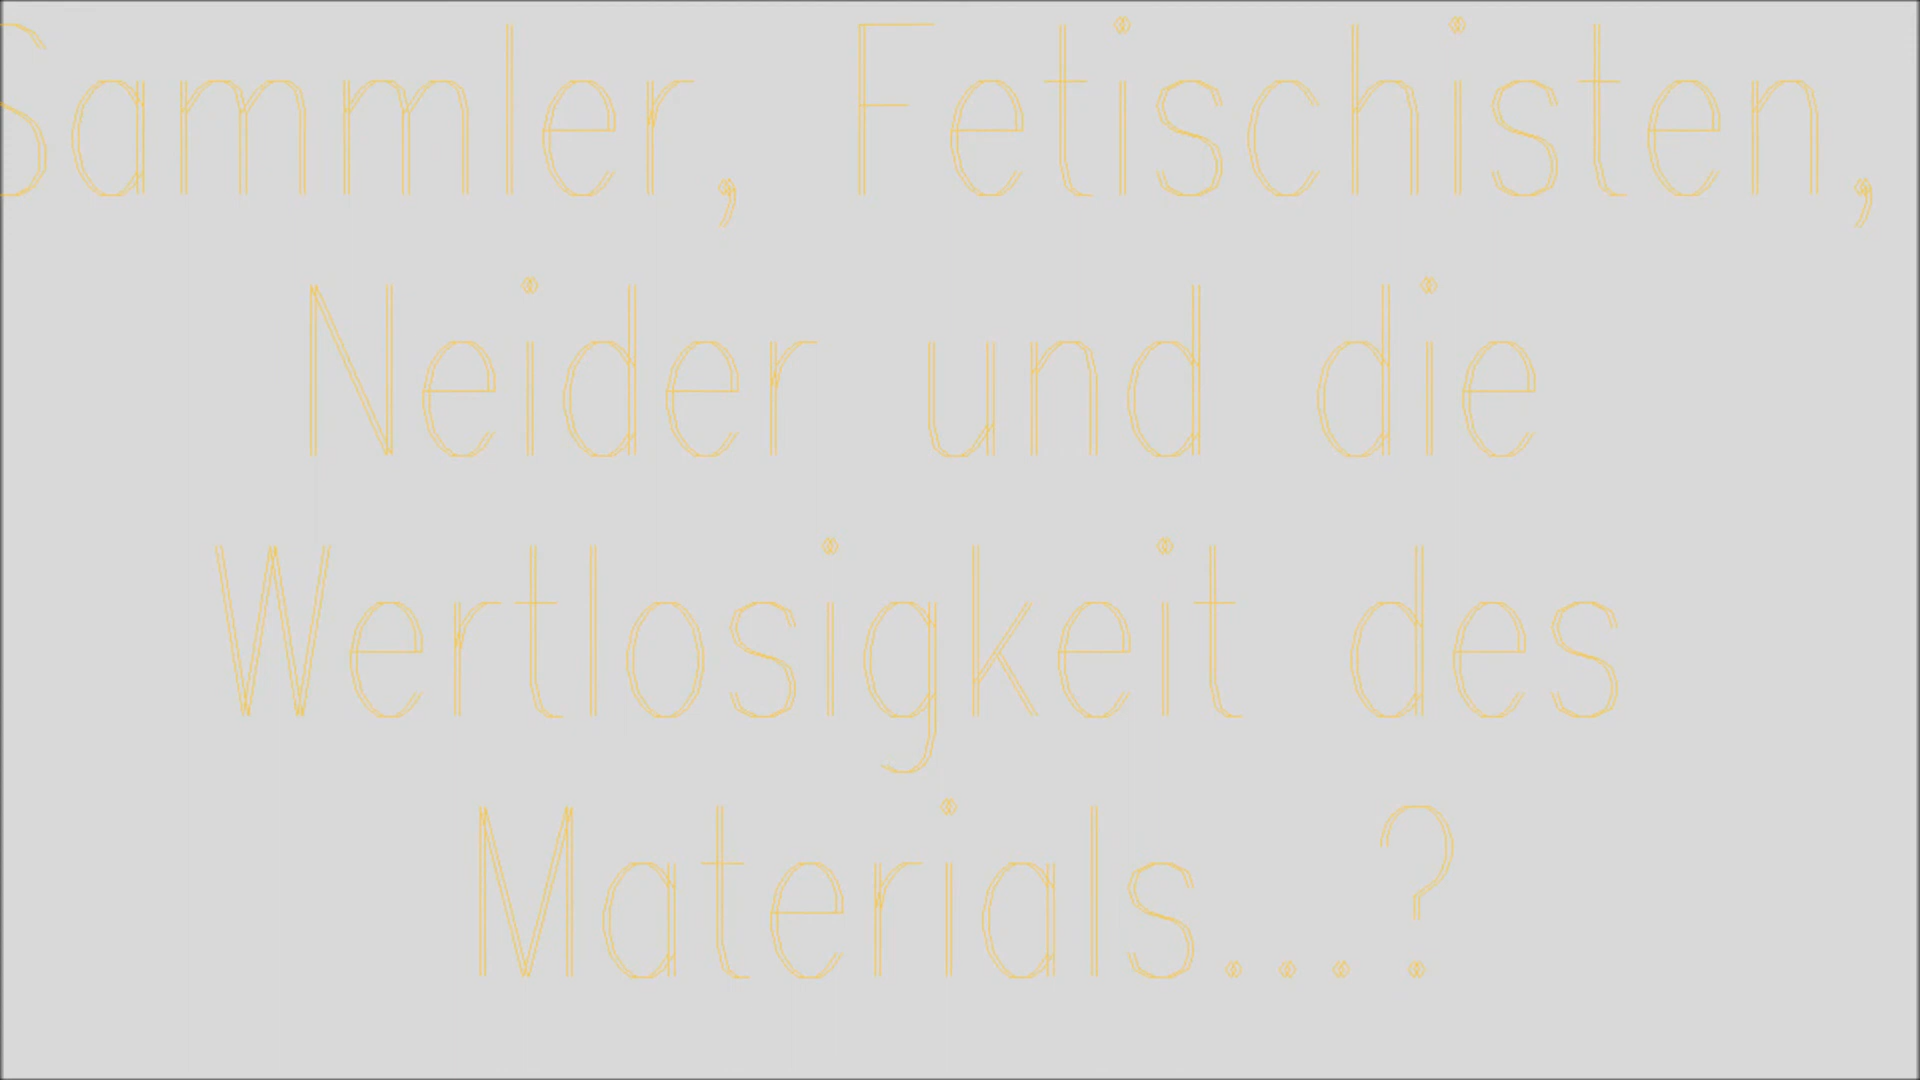 Sammler, Fetischisten,
Neider und die
Wertlosigkeit des
Materials...?